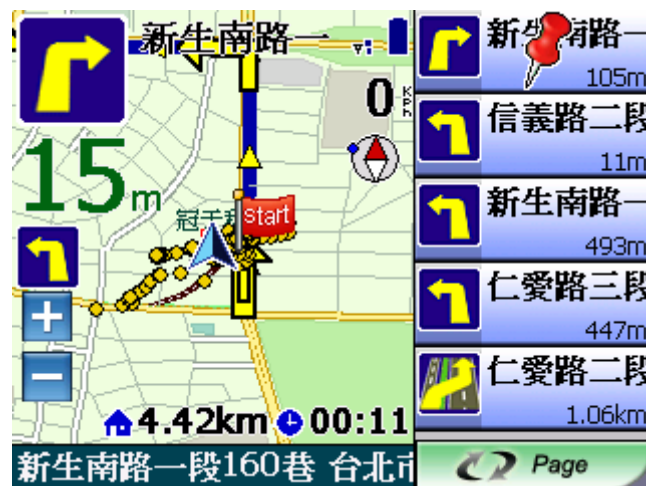 新生南路一
0 KPh
15m
冠天
Start
4.42km 00:11
新生南路一段160巷 台北市
新生南路一
105m
信義路二段
11m
新生南路一
493m
仁愛路三段
447m
仁愛路二段
1.06km
Page